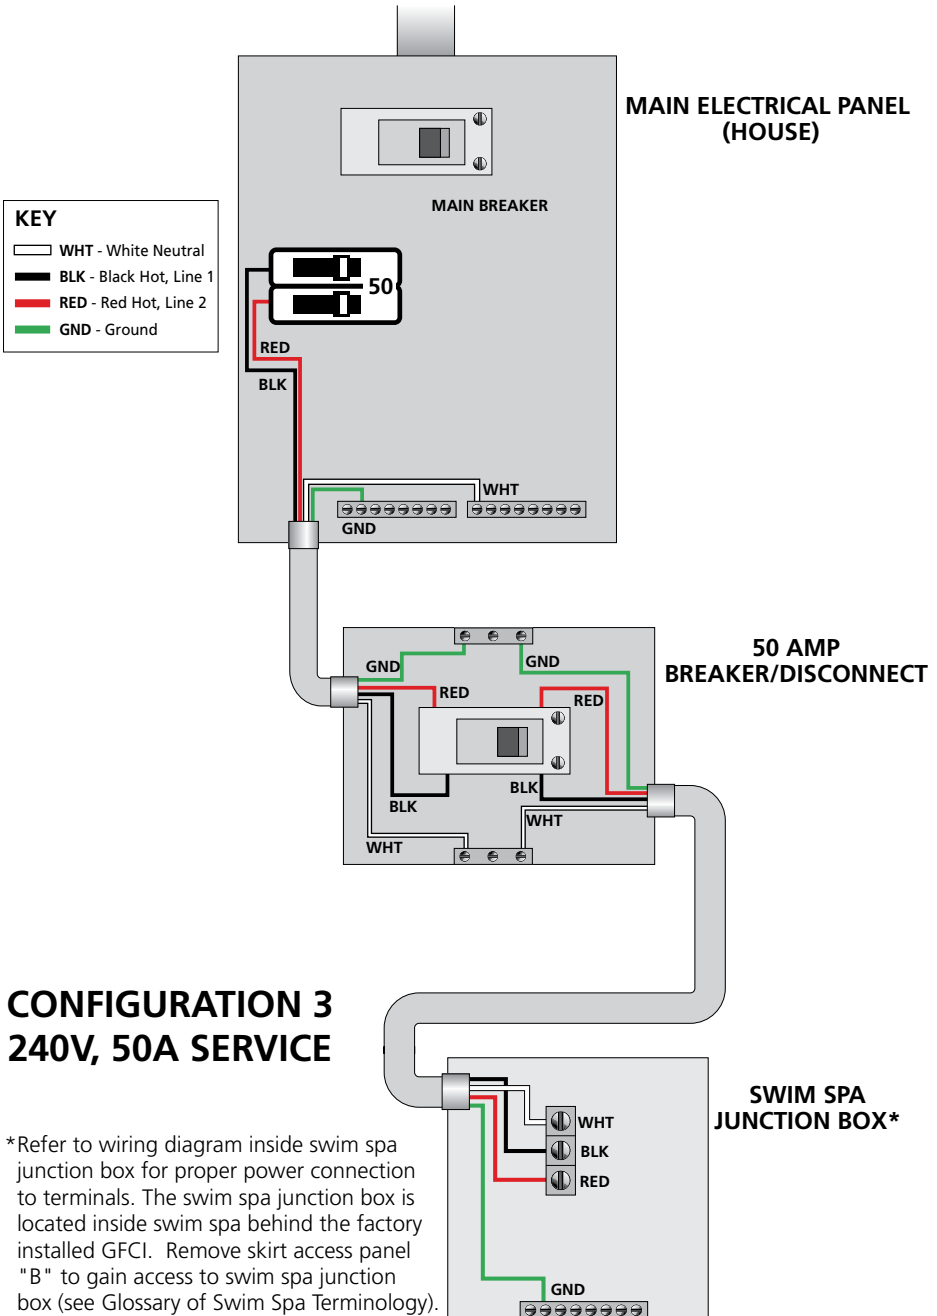 MAIN ELECTRICAL PANEL
(HOUSE)
MAIN BREAKER
KEY
WHT - White Neutral
BLK - Black Hot, Line 1
RED - Red Hot, Line 2
GND - Ground
50
RED
BLK
WHT
GND
50 AMP
BREAKER/DISCONNECT
GND
GND
RED
RED
BLK
BLK
WHT
WHT
CONFIGURATION 3
240V, 50A SERVICE
SWIM SPA
JUNCTION BOX*
WHT
BLK
RED
GND
*Refer to wiring diagram inside swim spa
junction box for proper power connection
to terminals. The swim spa junction box is
located inside swim spa behind the factory
installed GFCI. Remove skirt access panel
"B" to gain access to swim spa junction
box (see Glossary of Swim Spa Terminology).